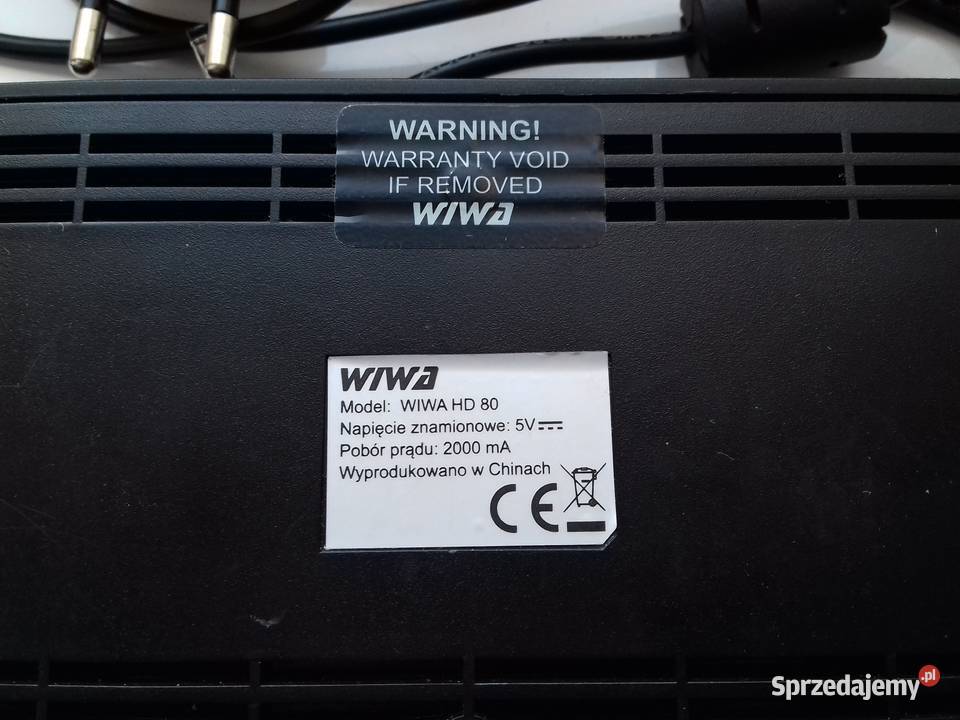 WARNING!
WARRANTY VOID
IF REMOVED
WIWA
WIWA
Model: WIWA HD 80
Napięcie znamionowe: 5V
Pobór prądu: 2000 mA
Wyprodukowano w Chinach
CE
Sprzedajemy.pl